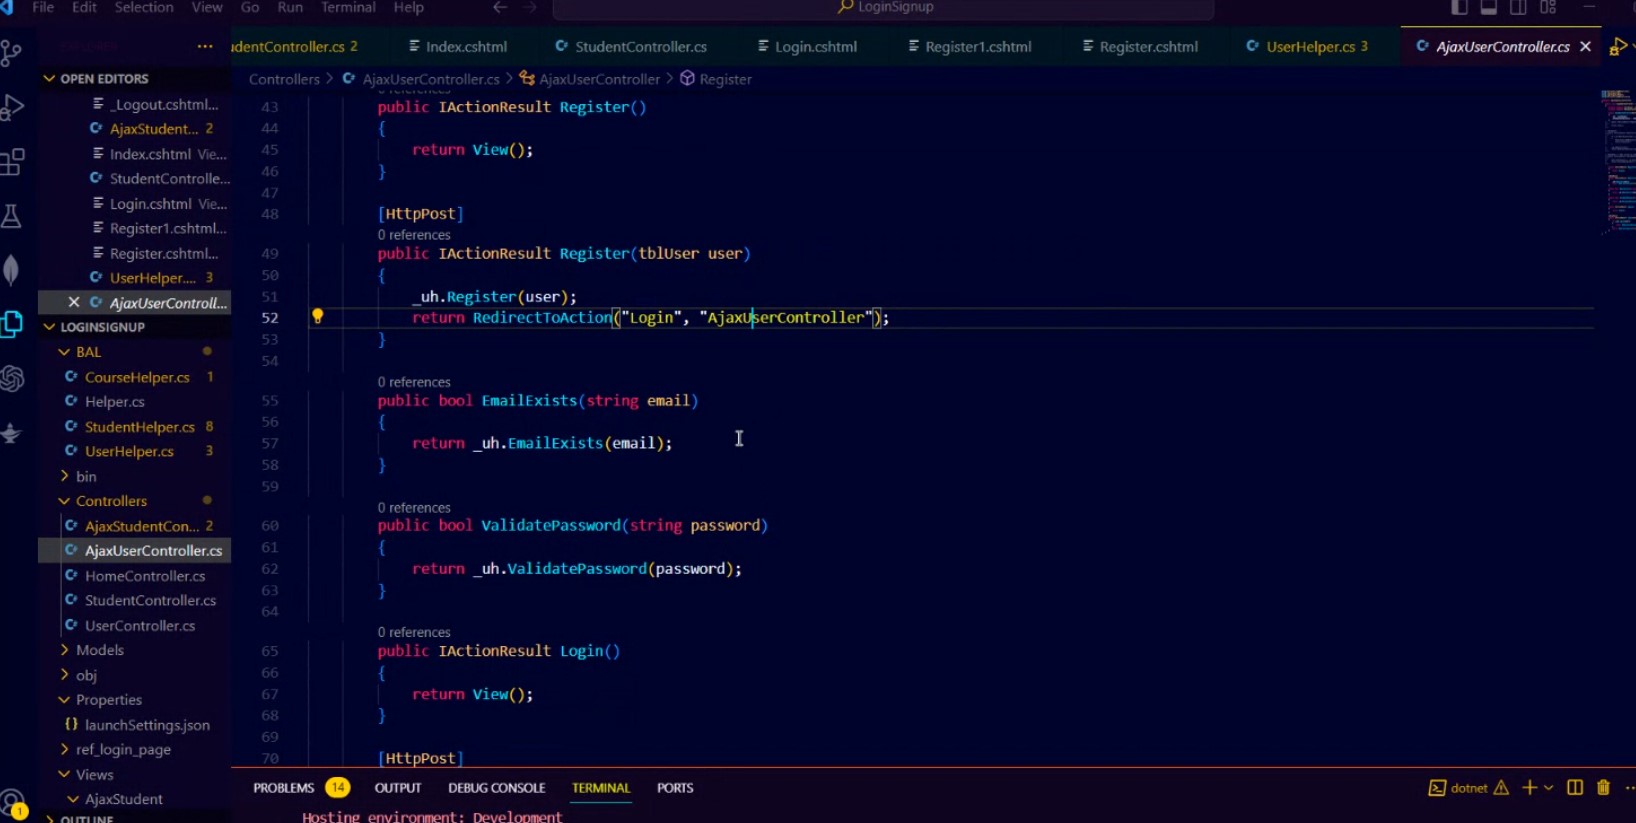 File Edit Selection View Go Run Terminal Help LoginSignup
udentController.cs 2 Index.cshtml StudentController.cs Login.cshtml Register1.cshtml Register.cshtml UserHelper.cs 3 AjaxUserController.cs
OPEN EDITORS
_Logout.cshtml...
AjaxStudent... 2
Index.cshtml Vie...
StudentControlle...
Login.cshtml Vie...
Register1.cshtml...
Register.cshtml...
UserHelper.... 3
AjaxUserControll...
LOGINSIGNUP
BAL
CourseHelper.cs 1
Helper.cs
StudentHelper.cs 8
UserHelper.cs 3
bin
Controllers
AjaxStudentCon... 2
AjaxUserController.cs
HomeController.cs
StudentController.cs
UserController.cs
Models
obj
Properties
{} launchSettings.json
ref_login_page
Views
AjaxStudent
OUTLINE
1
Controllers > AjaxUserController.cs > AjaxUserController > Register
0 references
43 public IActionResult Register()
44 {
45 return View();
46 }
47
48 [HttpPost]
0 references
49 public IActionResult Register(tblUser user)
50 {
51 _uh.Register(user);
52 return RedirectToAction("Login", "AjaxUserController");
53 }
54
0 references
55 public bool EmailExists(string email)
56 {
57 return _uh.EmailExists(email);
58 }
59
0 references
60 public bool ValidatePassword(string password)
61 {
62 return _uh.ValidatePassword(password);
63 }
64
0 references
65 public IActionResult Login()
66 {
67 return View();
68 }
69
70 [HttpPost]
PROBLEMS 14 OUTPUT DEBUG CONSOLE TERMINAL PORTS dotnet
Hosting environment: Development